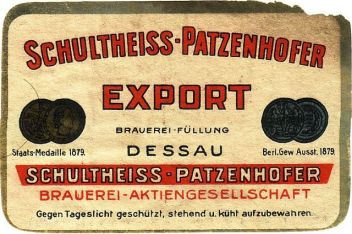 SCHULTHEISS-PATZENHOFER
EXPORT
BRAUEREI-FÜLLUNG
DESSAU
Staats-Medaille 1879.
Berl.Gew.Ausst.1879.
SCHULTHEISS-PATZENHOFER
BRAUEREI-AKTIENGESELLSCHAFT
Gegen Tageslicht geschützt, stehend u. kühl aufzubewahren.